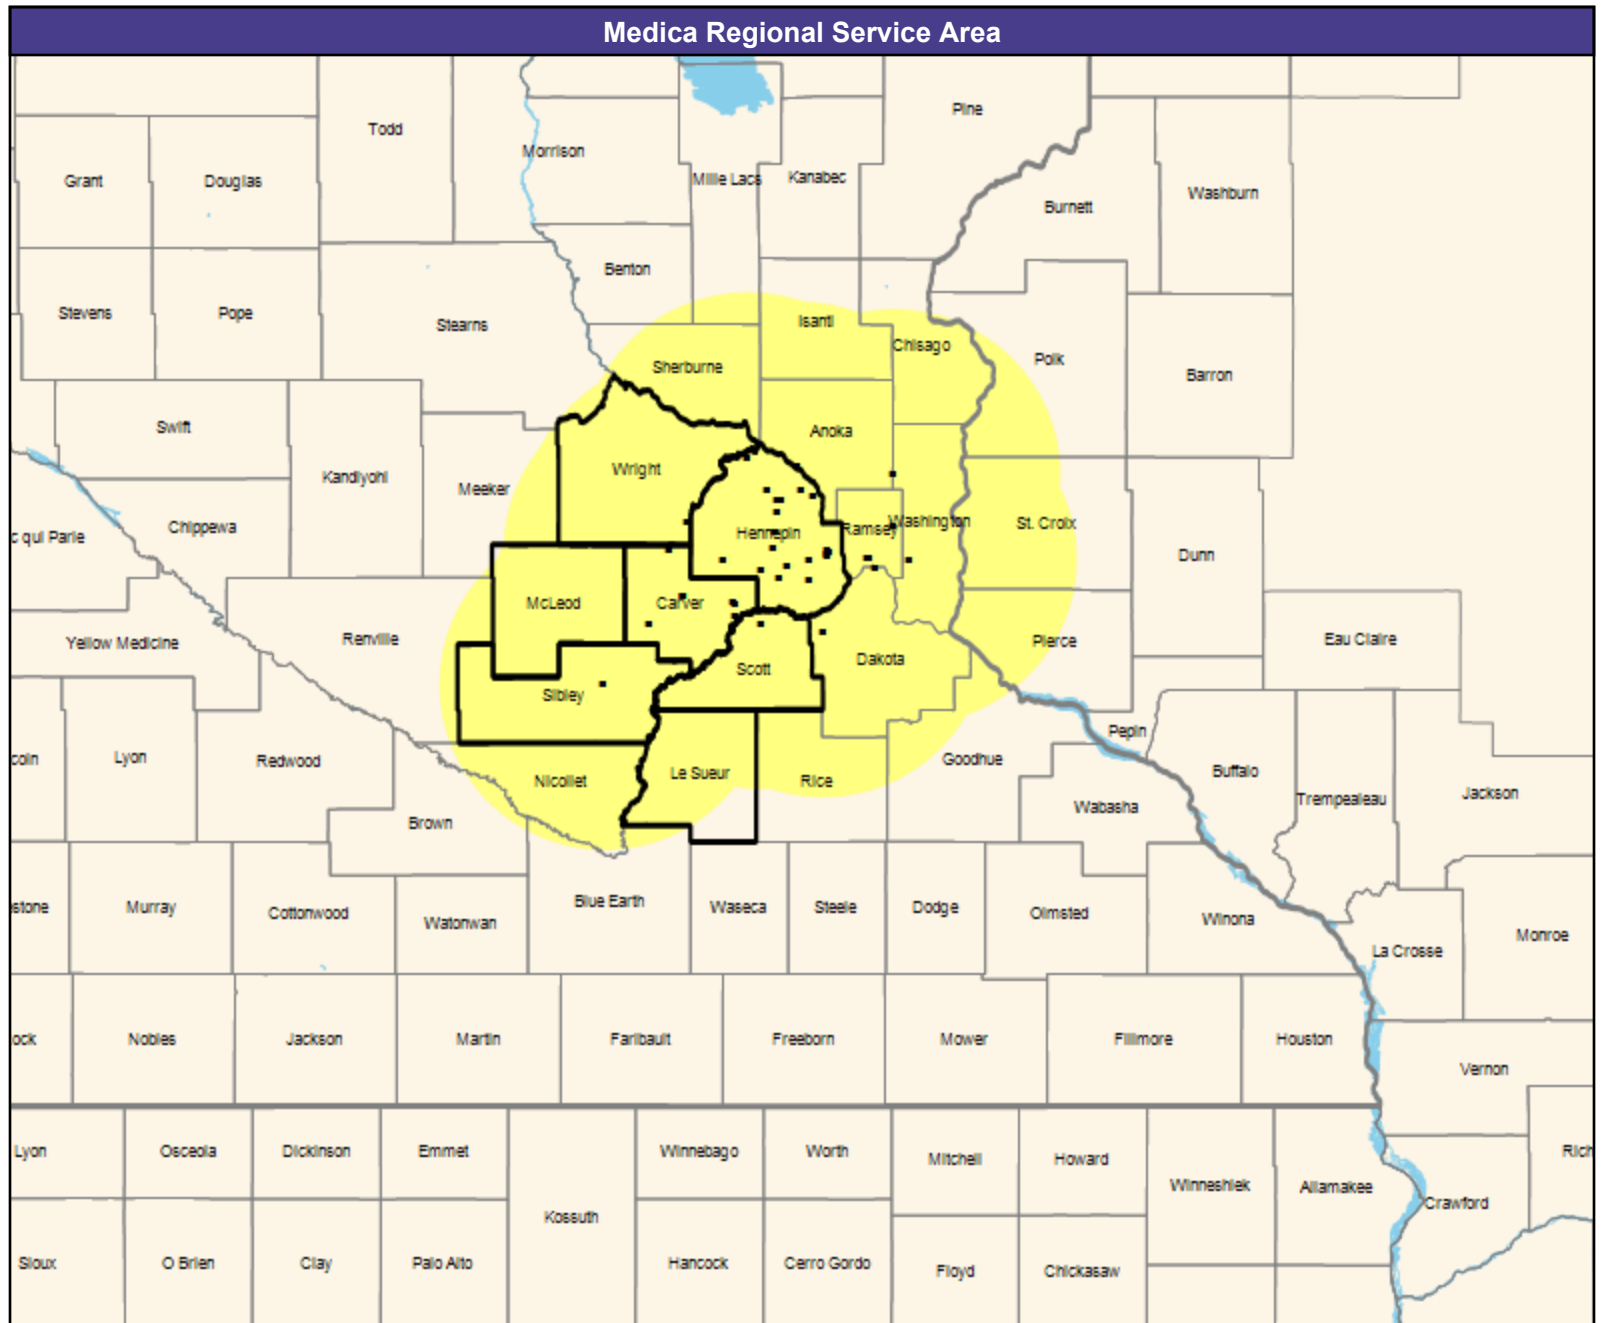 Medica Regional Service Area
Pine
Todd
Morrison
Grant
Douglas
Mille Lacs
Kanabec
Washburn
Burnett
Benton
Stevens
Pope
Stearns
Isanti
Chisago
Polk
Sherburne
Barron
Swift
Anoka
Wright
Kandiyohi
Meeker
Chippewa
Hennepin
Ramsey
Washington
St. Croix
c qui Parle
Dunn
McLeod
Carver
Yellow Medicine
Renville
Pierce
Eau Claire
Scott
Dakota
Sibley
Pepin
coln
Lyon
Redwood
Nicollet
Le Sueur
Rice
Goodhue
Buffalo
Trempealeau
Jackson
Wabasha
Brown
stone
Murray
Cottonwood
Watonwan
Blue Earth
Waseca
Steele
Dodge
Olmsted
Winona
Monroe
La Crosse
ock
Nobles
Jackson
Martin
Faribault
Freeborn
Mower
Fillmore
Houston
Vernon
Lyon
Osceola
Dickinson
Emmet
Winnebago
Worth
Mitchell
Howard
Rich
Winneshiek
Allamakee
Crawford
Kossuth
Sioux
O Brien
Clay
Palo Alto
Hancock
Cerro Gordo
Floyd
Chickasaw